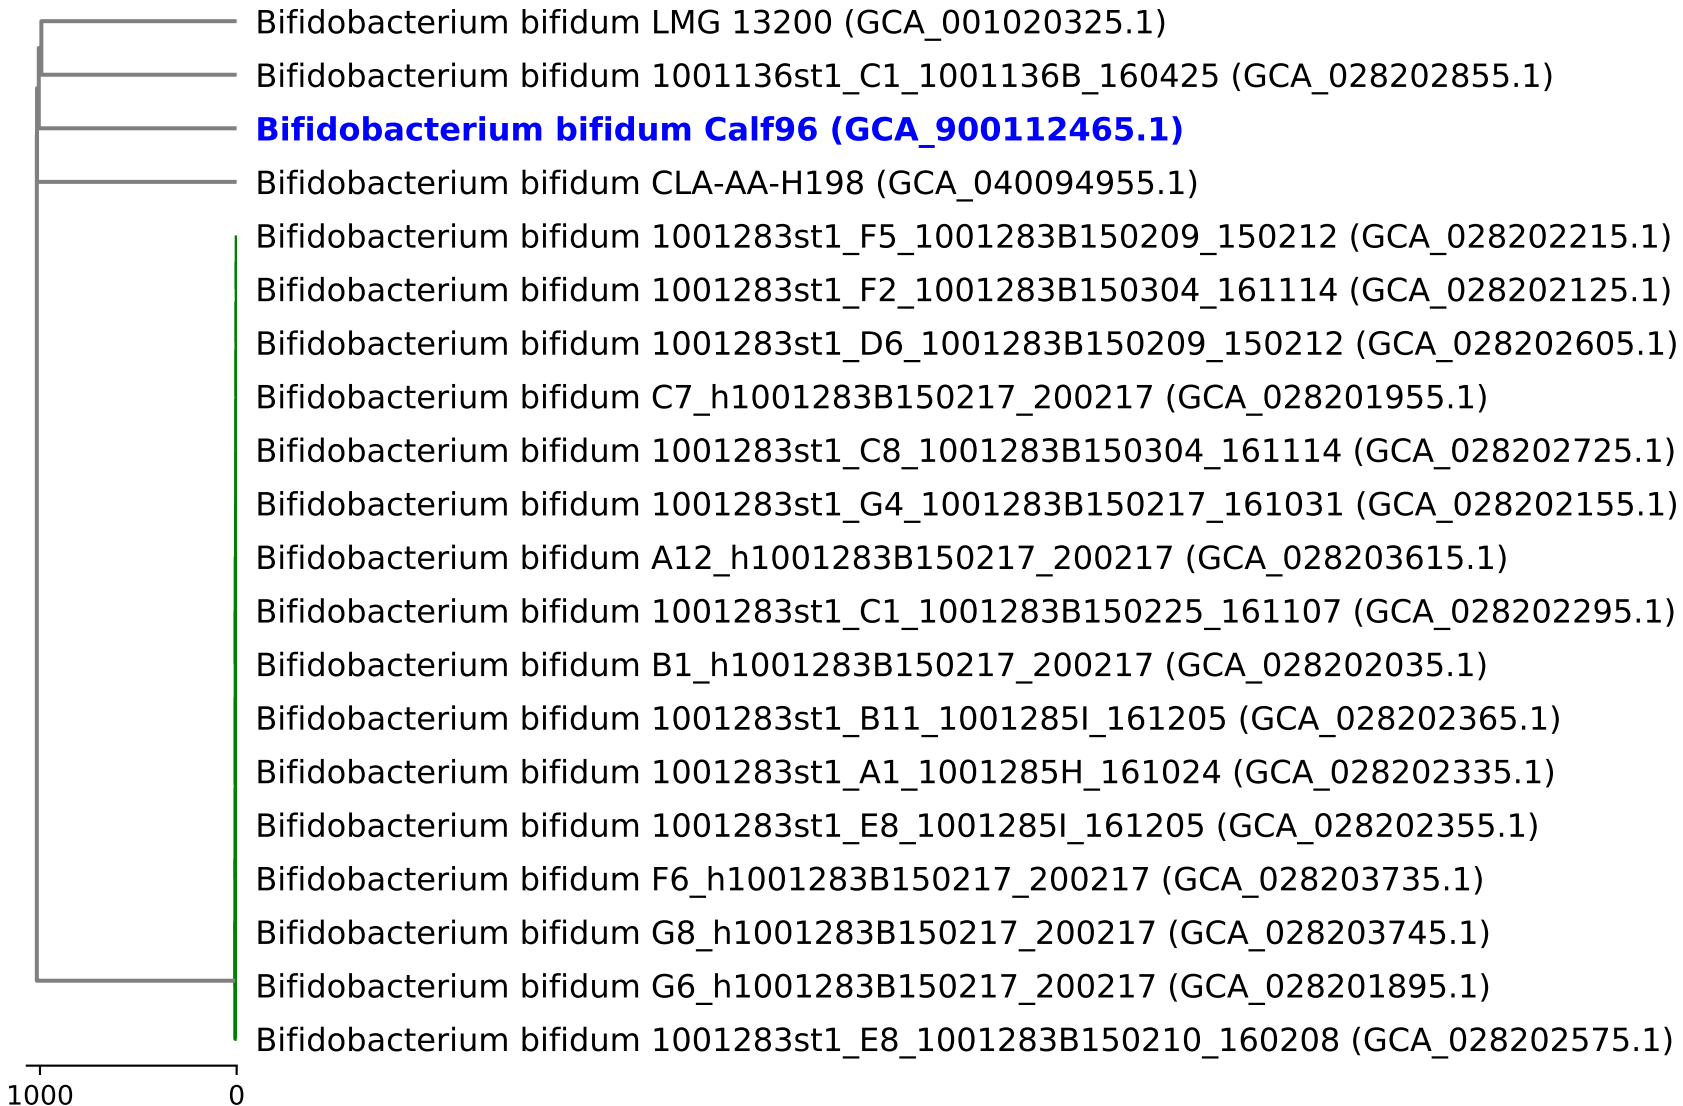 Bifidobacterium bifidum LMG 13200 (GCA_001020325.1)
Bifidobacterium bifidum 1001136st1_C1_1001136B_160425 (GCA_028202855.1)
Bifidobacterium bifidum Calf96 (GCA_900112465.1)
Bifidobacterium bifidum CLA-AA-H198 (GCA_040094955.1)
Bifidobacterium bifidum 1001283st1_F5_1001283B150209_150212 (GCA_028202215.1)
Bifidobacterium bifidum 1001283st1_F2_1001283B150304_161114 (GCA_028202125.1)
Bifidobacterium bifidum 1001283st1_D6_1001283B150209_150212 (GCA_028202605.1)
Bifidobacterium bifidum C7_h1001283B150217_200217 (GCA_028201955.1)
Bifidobacterium bifidum 1001283st1_C8_1001283B150304_161114 (GCA_028202725.1)
Bifidobacterium bifidum 1001283st1_G4_1001283B150217_161031 (GCA_028202155.1)
Bifidobacterium bifidum A12_h1001283B150217_200217 (GCA_028203615.1)
Bifidobacterium bifidum 1001283st1_C1_1001283B150225_161107 (GCA_028202295.1)
Bifidobacterium bifidum B1_h1001283B150217_200217 (GCA_028202035.1)
Bifidobacterium bifidum 1001283st1_B11_1001285I_161205 (GCA_028202365.1)
Bifidobacterium bifidum 1001283st1_A1_1001285H_161024 (GCA_028202335.1)
Bifidobacterium bifidum 1001283st1_E8_1001285I_161205 (GCA_028202355.1)
Bifidobacterium bifidum F6_h1001283B150217_200217 (GCA_028203735.1)
Bifidobacterium bifidum G8_h1001283B150217_200217 (GCA_028203745.1)
Bifidobacterium bifidum G6_h1001283B150217_200217 (GCA_028201895.1)
Bifidobacterium bifidum 1001283st1_E8_1001283B150210_160208 (GCA_028202575.1)
1000 0